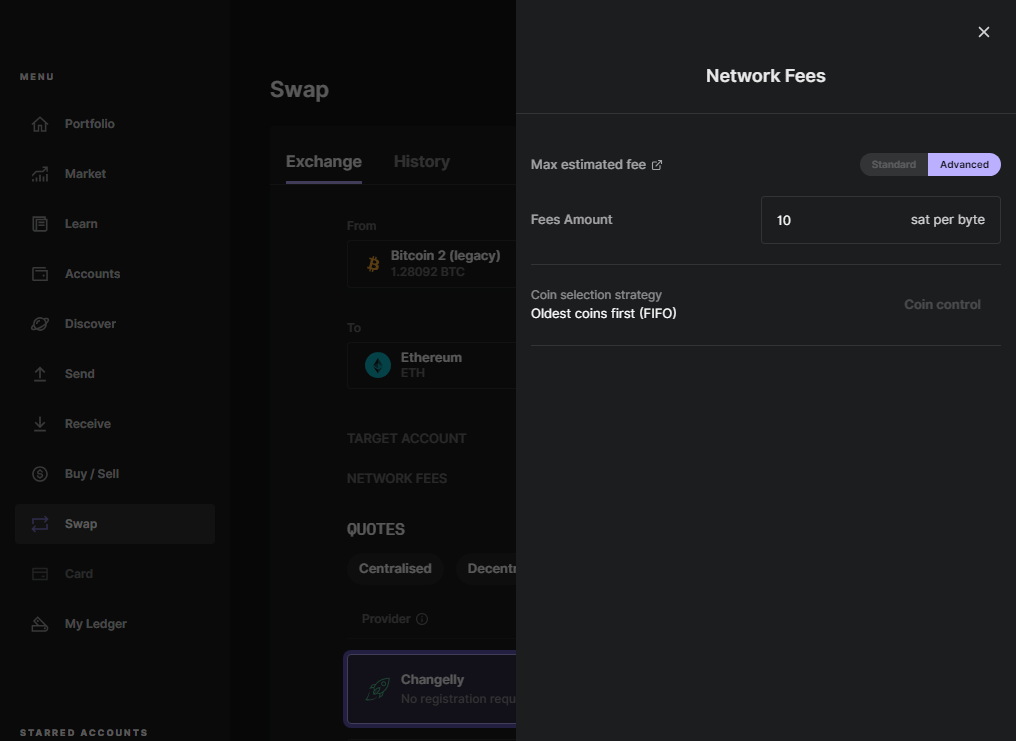 MENU
Portfolio
Market
Learn
Accounts
Discover
Send
Receive
Buy / Sell
Swap
Card
My Ledger
STARRED ACCOUNTS
Swap
Exchange
History
From
Bitcoin 2 (legacy)
1.28092 BTC
To
Ethereum
ETH
TARGET ACCOUNT
NETWORK FEES
QUOTES
Centralised
Decentr
Provider
Changelly
No registration requ
Network Fees
Max estimated fee
Standard
Advanced
Fees Amount
10
sat per byte
Coin selection strategy
Oldest coins first (FIFO)
Coin control